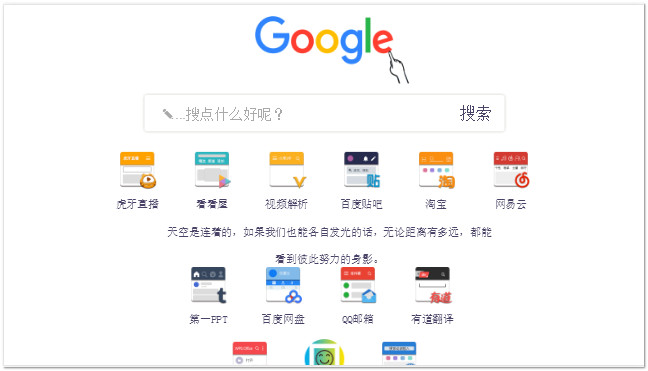 Google
...搜点什么好呢？ 搜索
虎牙直播 看看屋 视频解析 百度贴吧 淘宝 网易云
天空是连着的，如果我们也能各自发光的话，无论距离有多远，都能
看到彼此努力的身影。
第一PPT 百度网盘 QQ邮箱 有道翻译